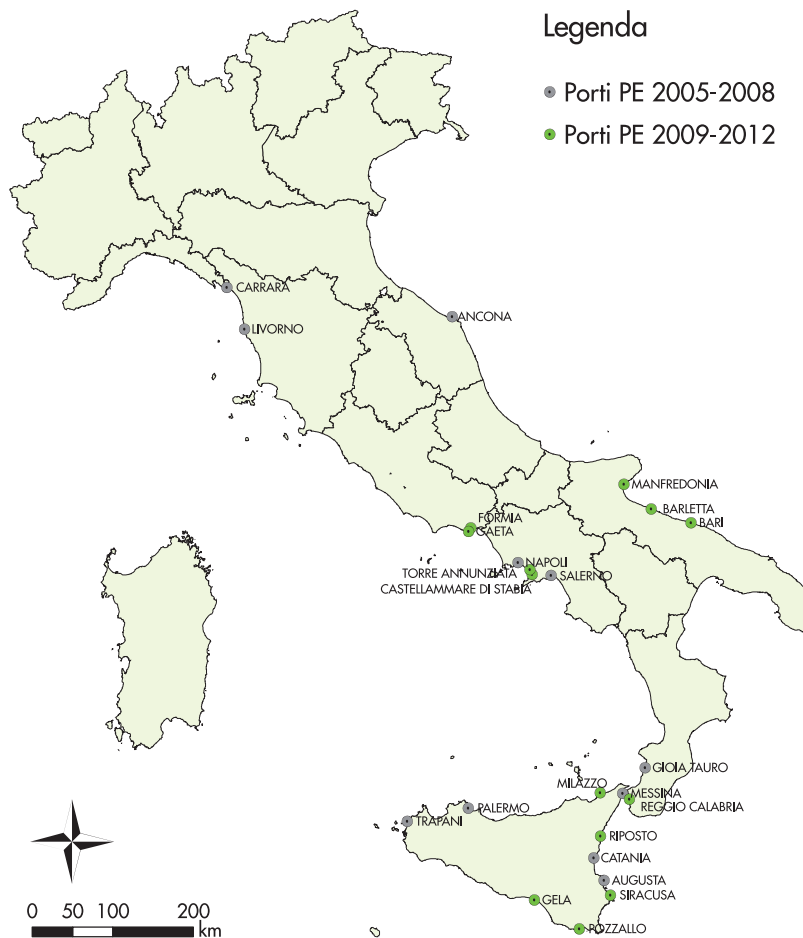 Legenda
Porti PE 2005-2008
Porti PE 2009-2012
CARRARA
ANCONA
LIVORNO
MANFREDONIA
BARLETTA
FORMIA
BARI
GAETA
NAPOLI
TORRE ANNUNZIATA
SALERNO
CASTELLAMMARE DI STABIA
GIOIA TAURO
MILAZZO
MESSINA
REGGIO CALABRIA
PALERMO
TRAPANI
RIPOSTO
CATANIA
AUGUSTA
SIRACUSA
GELA
POZZALLO
0 50 100 200
km